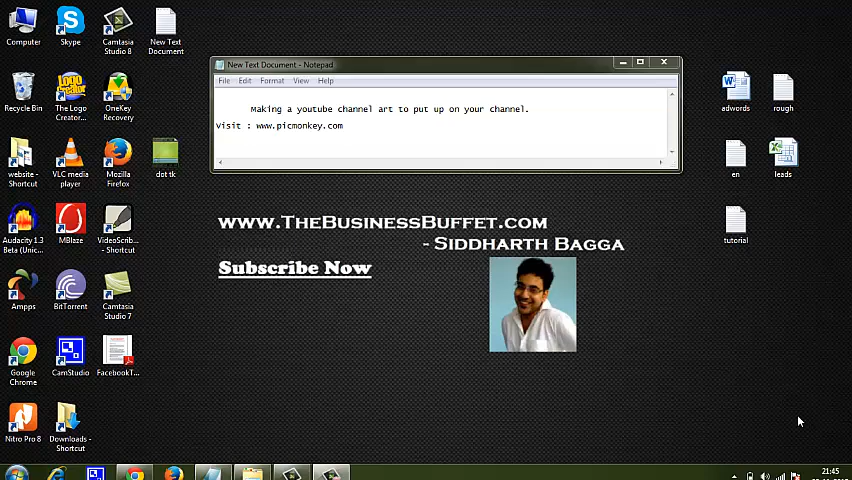 Computer
Skype
Camtasia
Studio 8
New Text
Document
New Text Document - Notepad
File Edit Format View Help
Making a youtube channel art to put up on your channel.
Visit : www.picmonkey.com
adwords
rough
Recycle Bin
The Logo
Creator...
OneKey
Recovery
website -
Shortcut
VLC media
player
Mozilla
Firefox
dot tk
en
leads
www.TheBusinessBuffet.com
- Siddharth Bagga
Subscribe Now
Audacity 1.3
Beta (Unic...
MBlaze
VideoScrib...
- Shortcut
tutorial
Ampps
BitTorrent
Camtasia
Studio 7
Google
Chrome
CamStudio
FacebookT...
Nitro Pro 8
Downloads -
Shortcut
21:45